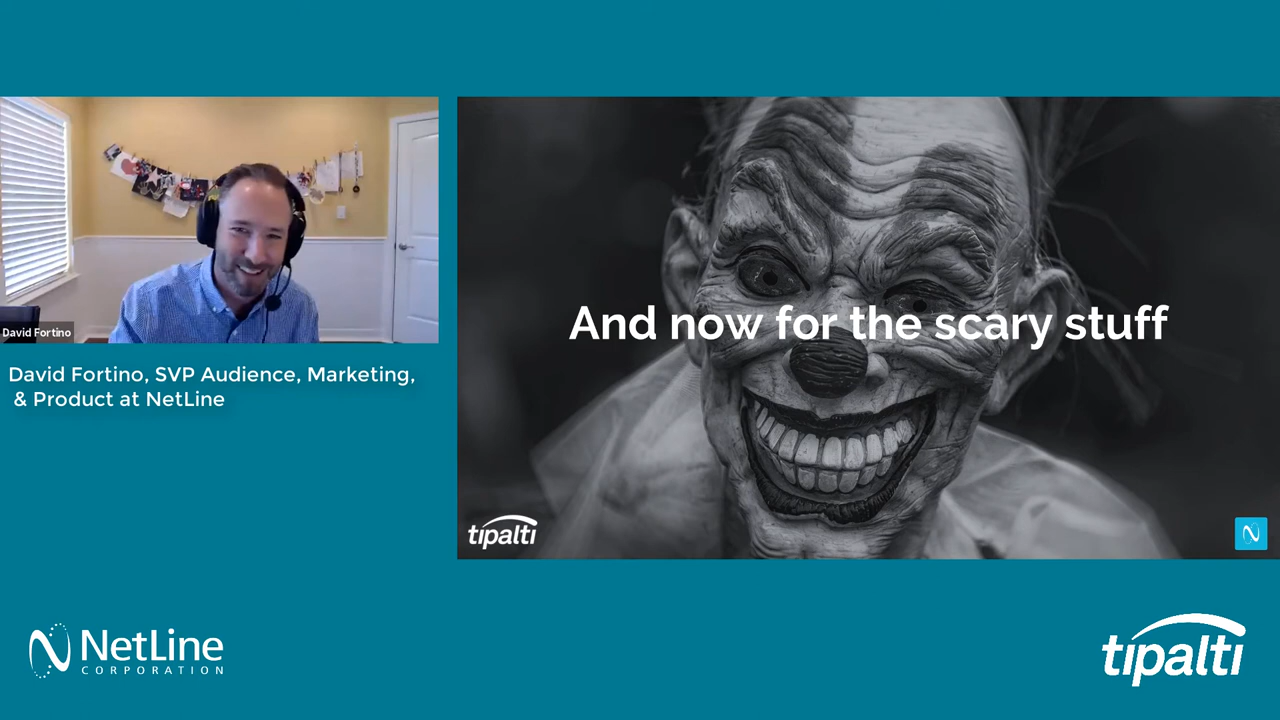 David Fortino
David Fortino, SVP Audience, Marketing,
& Product at NetLine
And now for the scary stuff
tipalti
NetLine
CORPORATION
tipalti